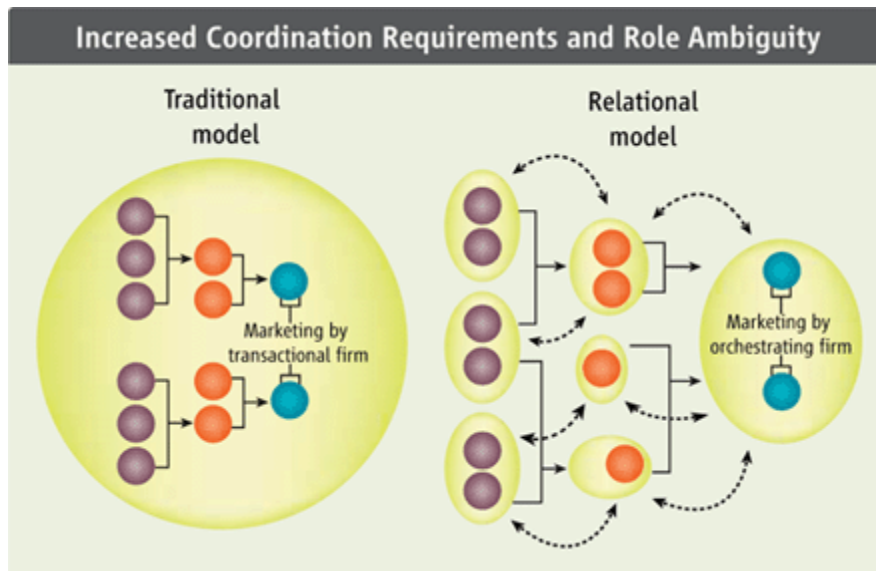 Increased Coordination Requirements and Role Ambiguity
Traditional
model
Relational
model
Marketing by
transactional firm
Marketing by
orchestrating firm